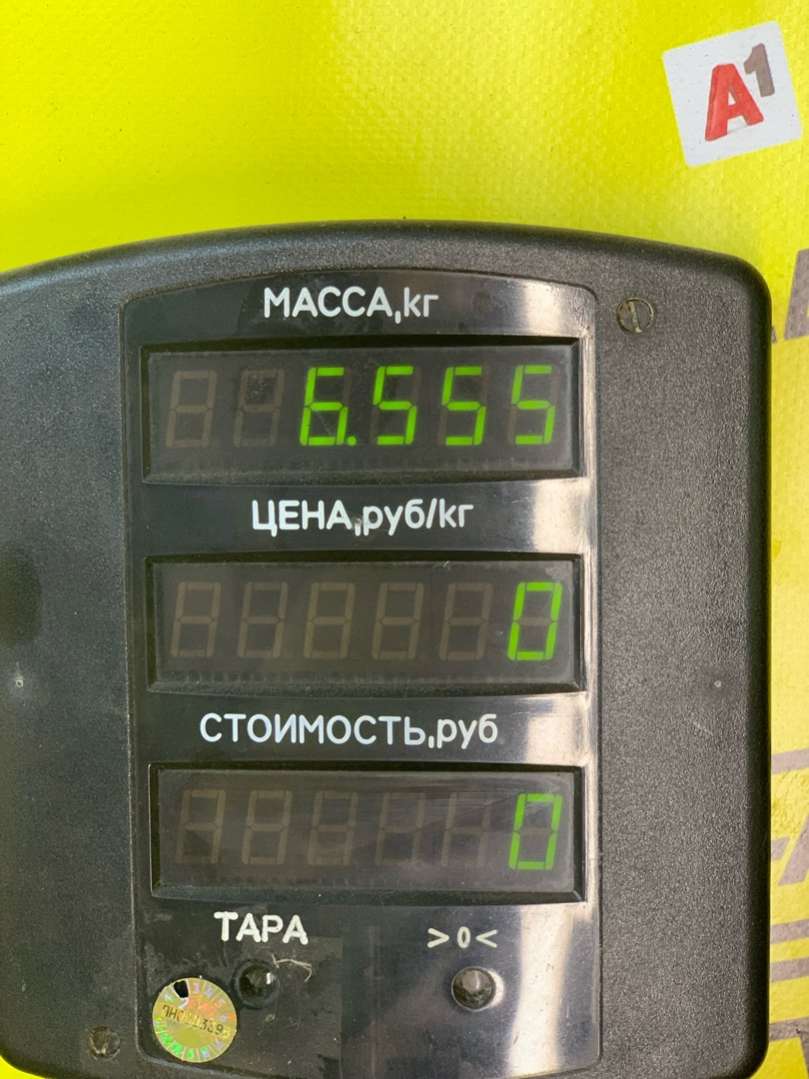 A1
МАССА,кг
6.555
ЦЕНА,руб/кг
0
СТОИМОСТЬ,руб
0
ТАРА >0<